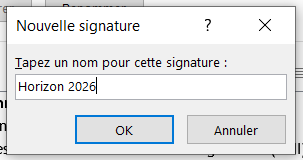 Nouvelle signature
Tapez un nom pour cette signature :
Horizon 2026
OK
Annuler